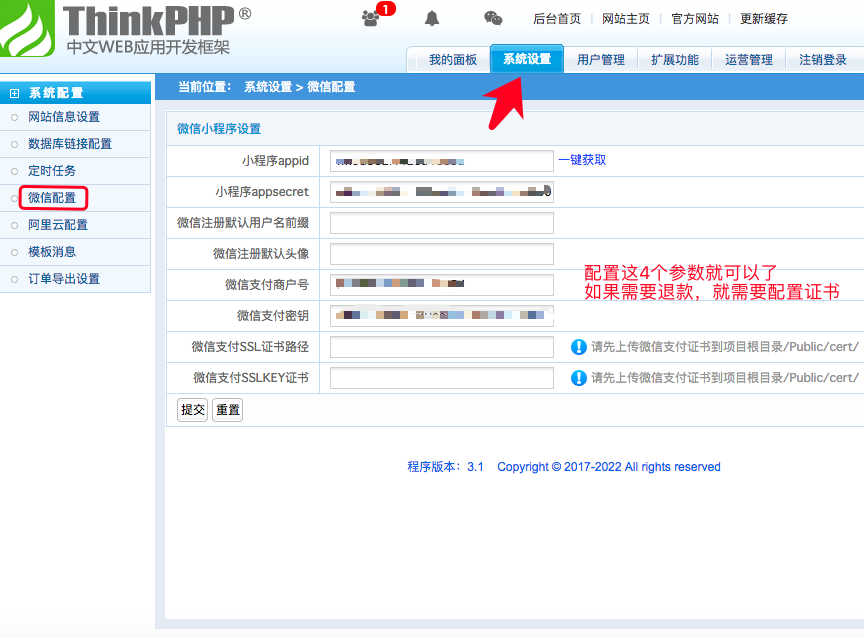 ThinkPHP®
中文WEB应用开发框架
1
后台首页 网站主页 官方网站 更新缓存
我的面板 系统设置 用户管理 扩展功能 运营管理 注销登录
系统配置
网站信息设置
数据库链接配置
定时任务
微信配置
阿里云配置
模板消息
订单导出设置
当前位置： 系统设置 > 微信配置
微信小程序设置
小程序appid 一键获取
小程序appsecret
微信注册默认用户名前缀
微信注册默认头像
微信支付商户号
微信支付密钥
配置这4个参数就可以了
如果需要退款，就需要配置证书
微信支付SSL证书路径 请先上传微信支付证书到项目根目录/Public/cert/
微信支付SSLKEY证书 请先上传微信支付证书到项目根目录/Public/cert/
提交 重置
程序版本：3.1 Copyright © 2017-2022 All rights reserved